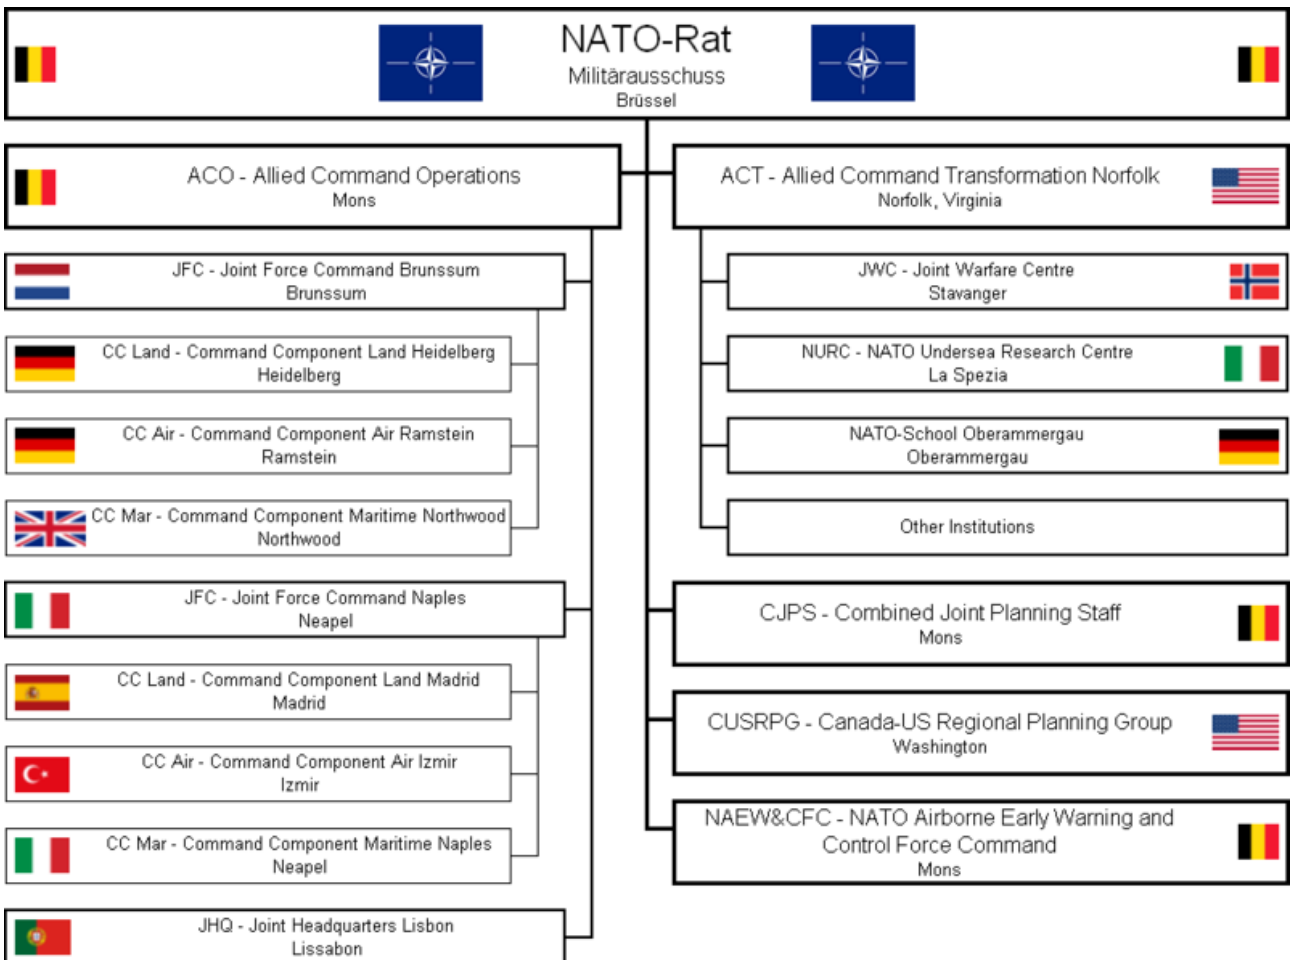 NATO-Rat
Militärausschuss
Brüssel
ACO - Allied Command Operations
Mons
JFC - Joint Force Command Brunssum
Brunssum
CC Land - Command Component Land Heidelberg
Heidelberg
CC Air - Command Component Air Ramstein
Ramstein
CC Mar - Command Component Maritime Northwood
Northwood
JFC - Joint Force Command Naples
Neapel
CC Land - Command Component Land Madrid
Madrid
CC Air - Command Component Air Izmir
Izmir
CC Mar - Command Component Maritime Naples
Neapel
JHQ - Joint Headquarters Lisbon
Lissabon
ACT - Allied Command Transformation Norfolk
Norfolk, Virginia
JWC - Joint Warfare Centre
Stavanger
NURC - NATO Undersea Research Centre
La Spezia
NATO-School Oberammergau
Oberammergau
Other Institutions
CJPS - Combined Joint Planning Staff
Mons
CUSRPG - Canada-US Regional Planning Group
Washington
NAEW&CFC - NATO Airborne Early Warning and
Control Force Command
Mons